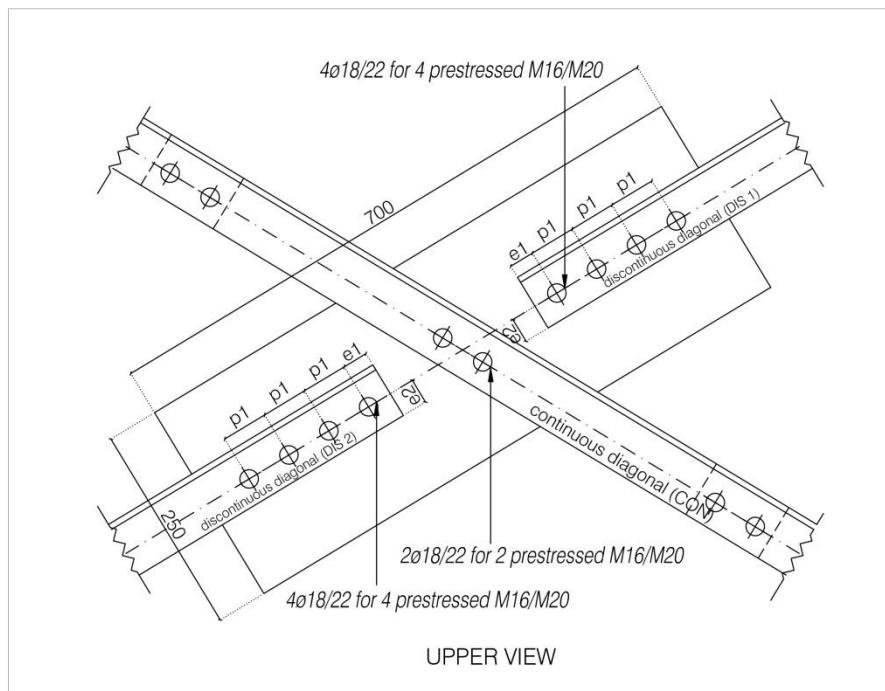 4ø18/22 for 4 prestressed M16/M20
700
e1
p1
p1
p1
discontinuous diagonal (DIS 1)
e2
p1
p1
p1
e1
e2
discontinuous diagonal (DIS 2)
continuous diagonal (CON)
250
2ø18/22 for 2 prestressed M16/M20
4ø18/22 for 4 prestressed M16/M20
UPPER VIEW